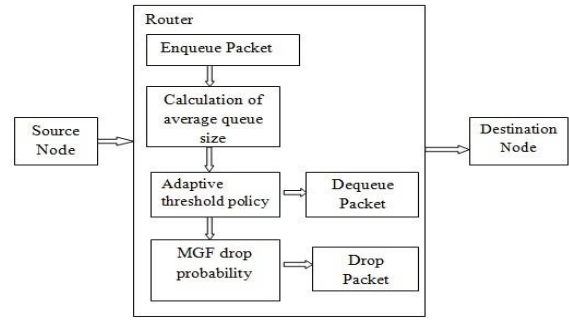 Router
Enqueue Packet
Calculation of
average queue
size
Source
Node
Destination
Node
Adaptive
threshold policy
Dequeue
Packet
MGF drop
probability
Drop
Packet